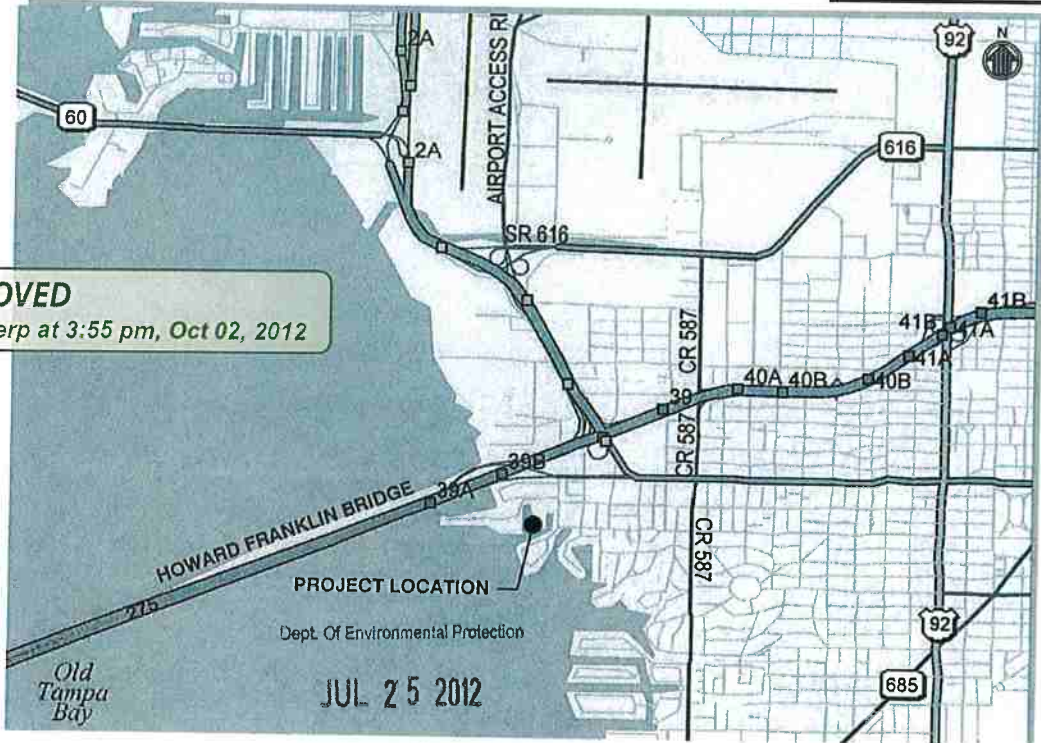 2A
AIRPORT ACCESS R
92
N
60
616
2A
SR 616
OVED
erp at 3:55 pm, Oct 02, 2012
41B
41B
41A
CR 587
41A
40A
40B
40B
39
CR 587
39B
39A
HOWARD FRANKLIN BRIDGE
CR 587
PROJECT LOCATION
275
Dept. Of Environmental Protection
92
Old
Tampa
Bay
JUL 25 2012
685